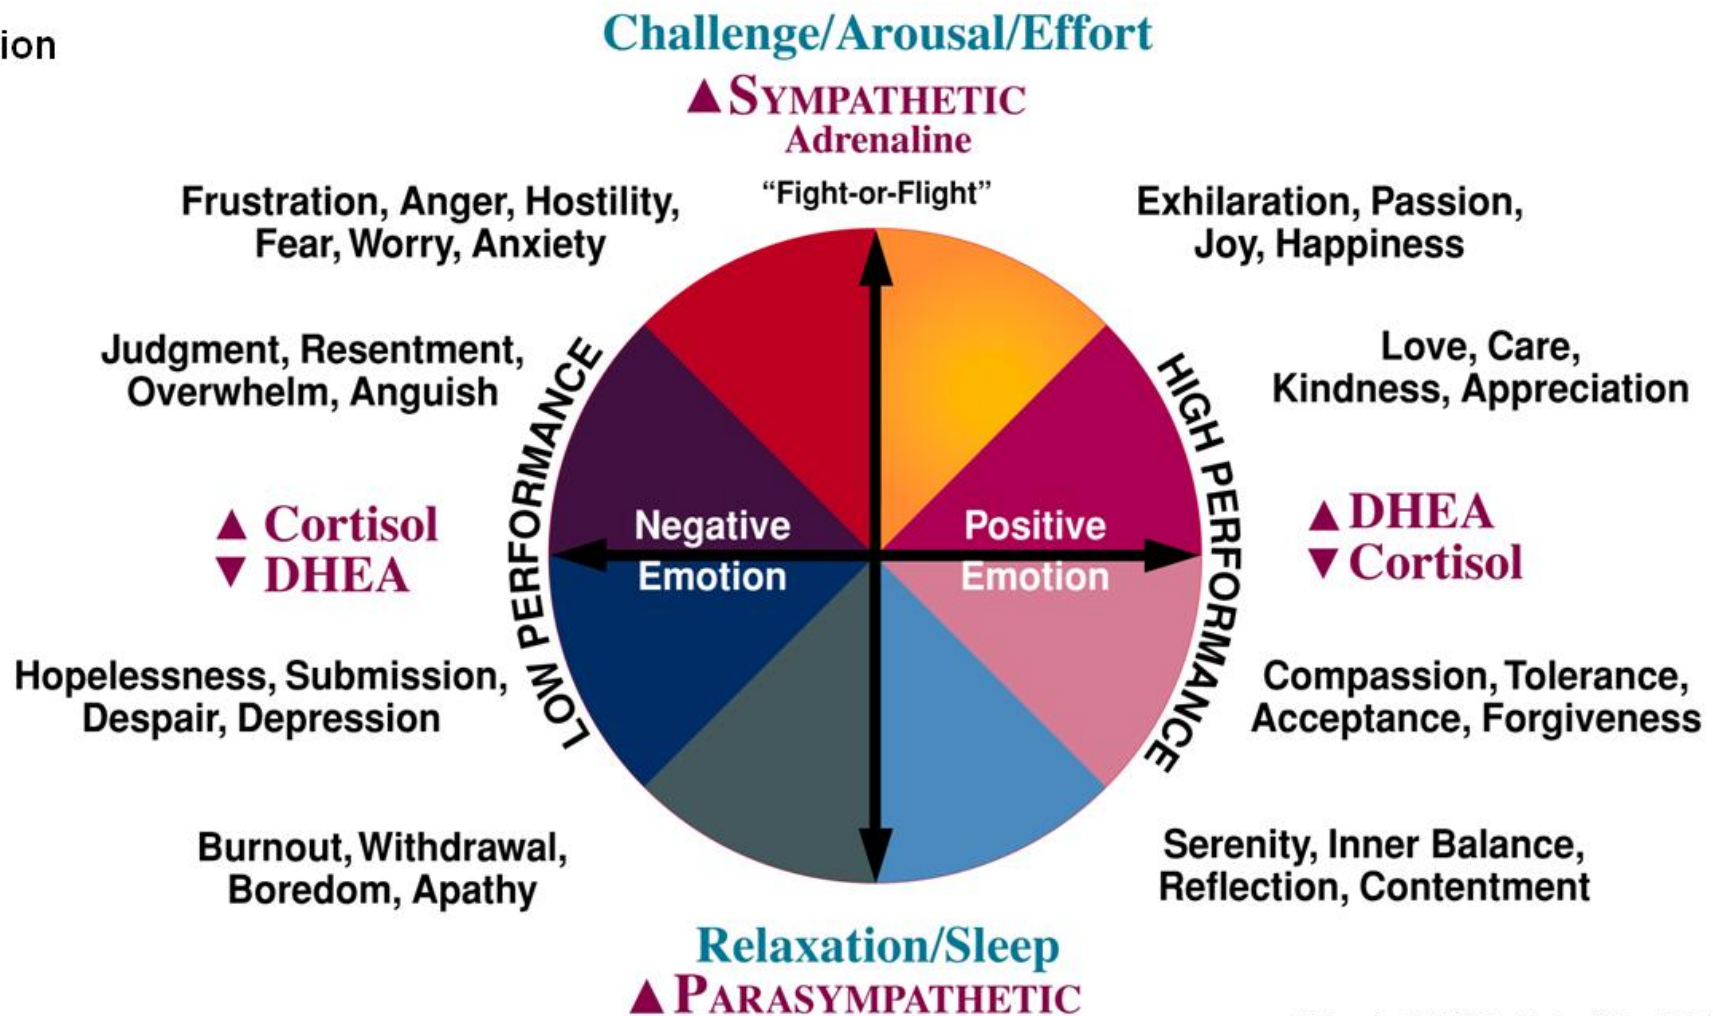 ion
Challenge/Arousal/Effort
▲SYMPATHETIC
Adrenaline
“Fight-or-Flight”
Frustration, Anger, Hostility,
Fear, Worry, Anxiety
Exhilaration, Passion,
Joy, Happiness
Judgment, Resentment,
Overwhelm, Anguish
Love, Care,
Kindness, Appreciation
LOW PERFORMANCE
HIGH PERFORMANCE
▲ Cortisol
▼ DHEA
Negative
Emotion
Positive
Emotion
▲ DHEA
▼ Cortisol
Hopelessness, Submission,
Despair, Depression
Compassion, Tolerance,
Acceptance, Forgiveness
Burnout, Withdrawal,
Boredom, Apathy
Serenity, Inner Balance,
Reflection, Contentment
Relaxation/Sleep
▲PARASYMPATHETIC